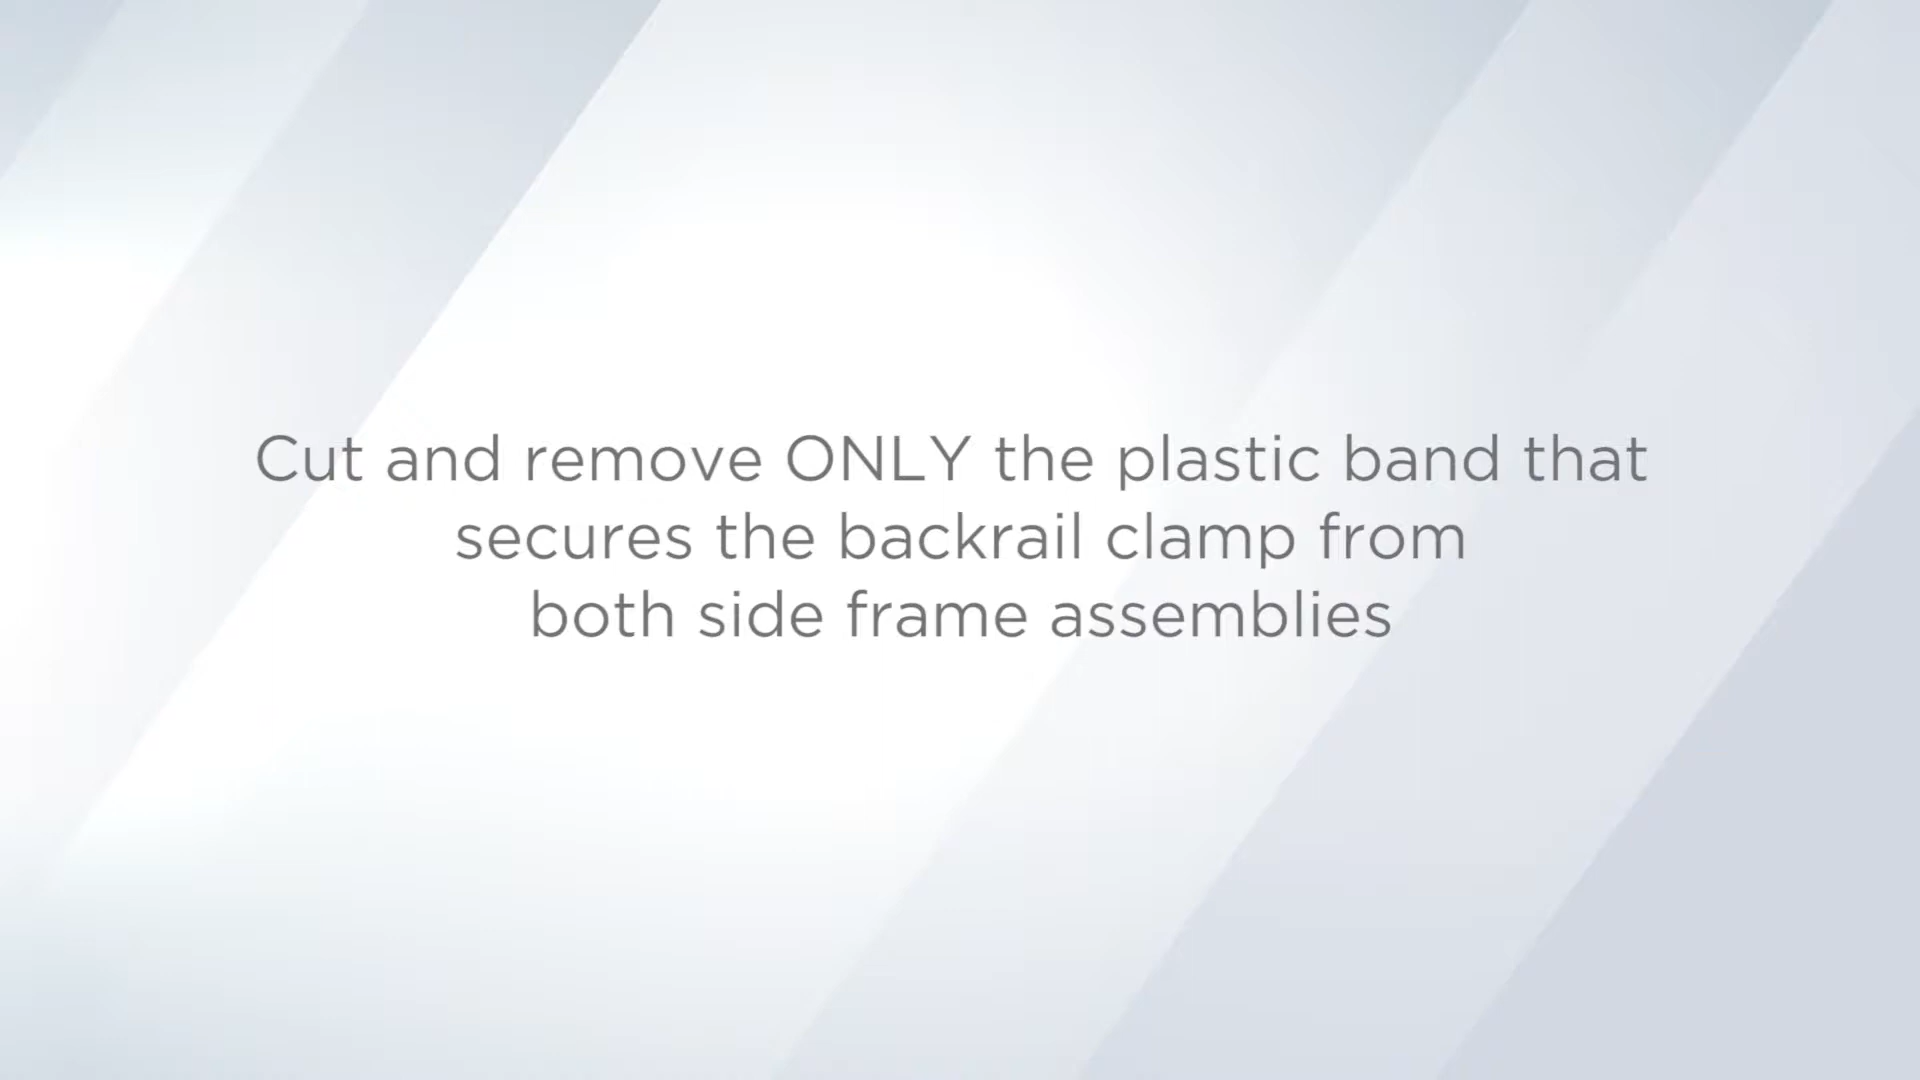 Cut and remove ONLY the plastic band that
secures the backrail clamp from
both side frame assemblies